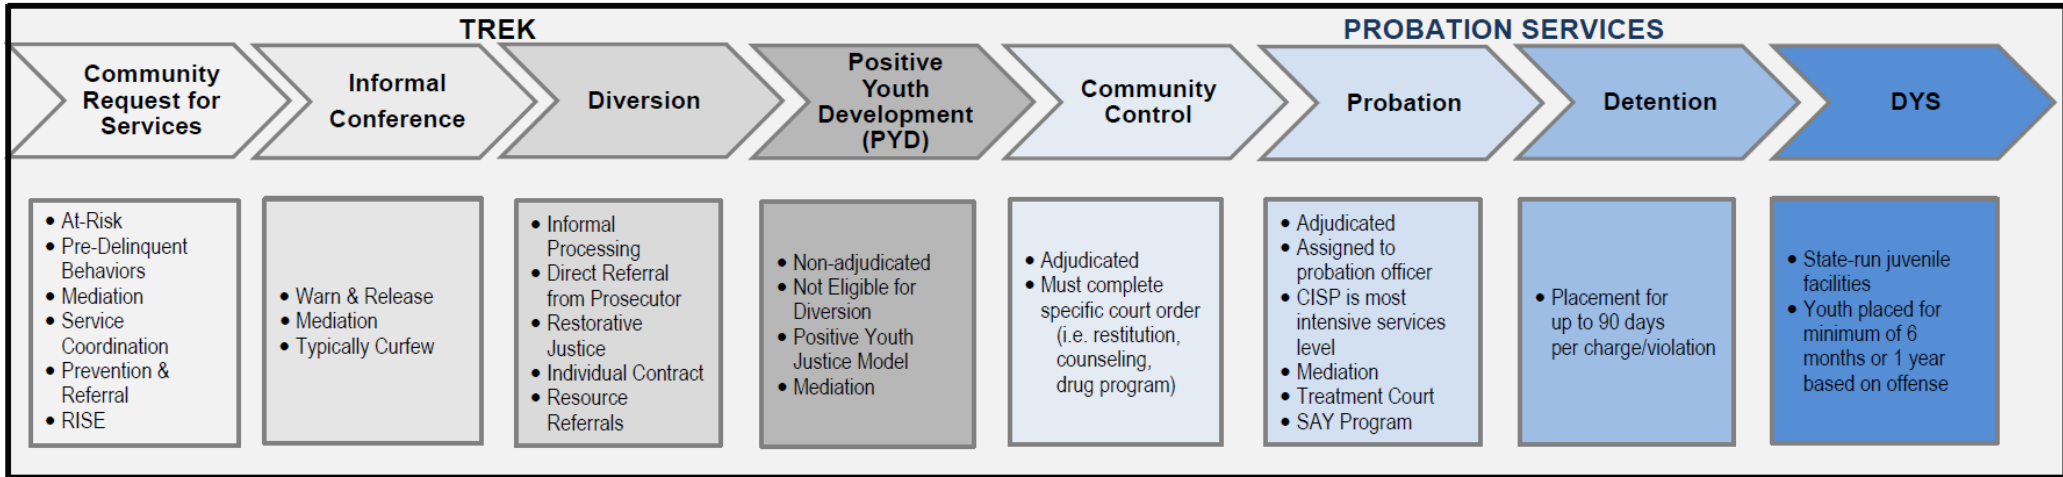 TREK
PROBATION SERVICES
Community
Request for
Services
Informal
Conference
Diversion
Positive
Youth
Development
(PYD)
Community
Control
Probation
Detention
DYS
• At-Risk
• Pre-Delinquent
Behaviors
• Mediation
• Service
Coordination
• Prevention &
Referral
• RISE
• Warn & Release
• Mediation
• Typically Curfew
• Informal
Processing
• Direct Referral
from Prosecutor
• Restorative
Justice
• Individual Contract
• Resource
Referrals
• Non-adjudicated
• Not Eligible for
Diversion
• Positive Youth
Justice Model
• Mediation
• Adjudicated
• Must complete
specific court order
(i.e. restitution,
counseling,
drug program)
• Adjudicated
• Assigned to
probation officer
• CISP is most
intensive services
level
• Mediation
• Treatment Court
• SAY Program
• Placement for
up to 90 days
per charge/violation
• State-run juvenile
facilities
• Youth placed for
minimum of 6
months or 1 year
based on offense